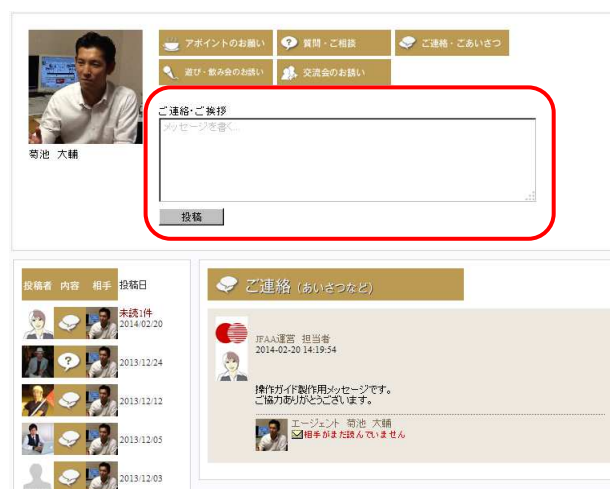 アポイントのお願い
質問・ご相談
ご連絡・ごあいさつ
遊び・飲み会のお誘い
交流会のお誘い
ご連絡・ご挨拶
メッセージを書く...
菊池 大輔
投稿
投稿者 内容 相手 投稿日
未読1件
2014/02/20
2013/12/24
2013/12/12
2013/12/05
2013/12/03
ご連絡 (あいさつなど)
JFAA運営 担当者
2014-02-20 14:19:54
操作ガイド製作用メッセージです。
ご協力ありがとうございます。
エージェント 菊池 大輔
相手がまだ読んでいません